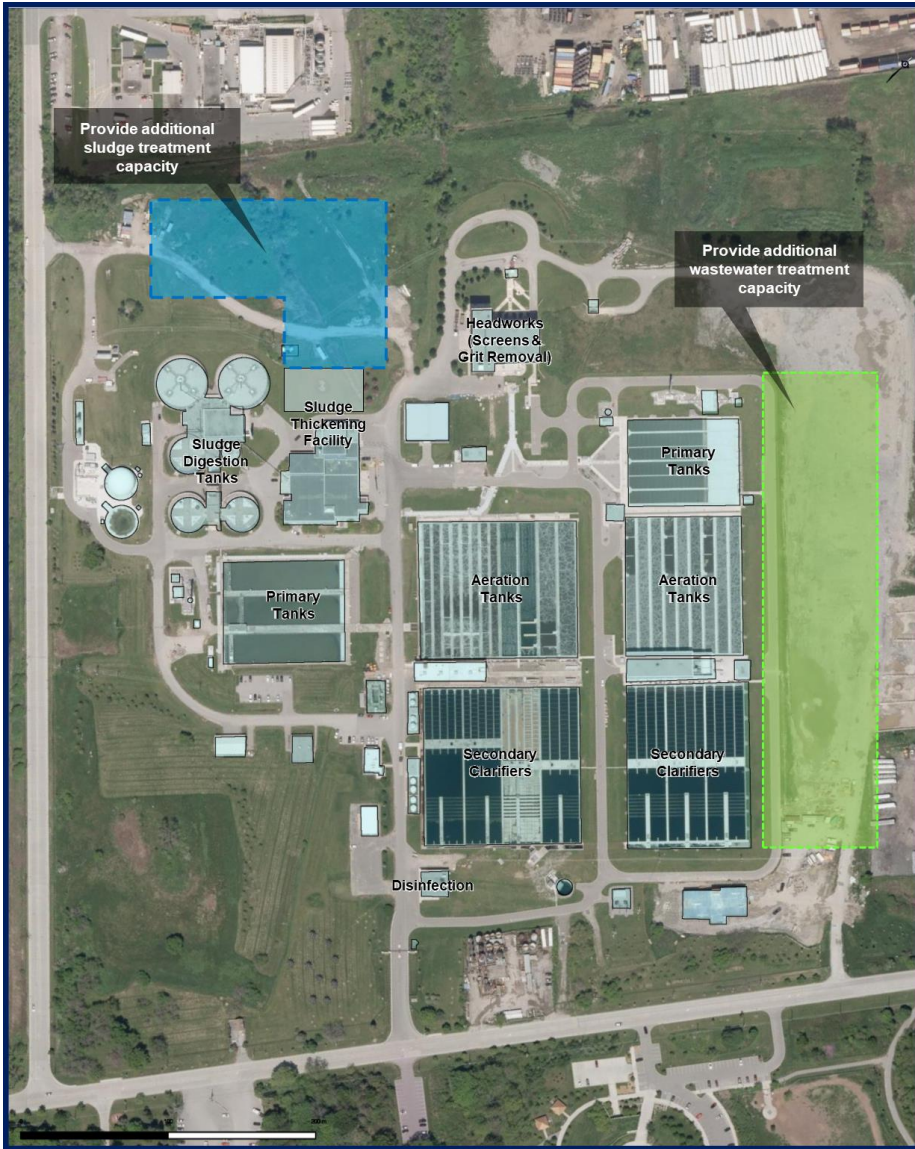 Provide additional
sludge treatment
capacity
Provide additional
wastewater treatment
capacity
Headworks
(Screens &
Grit Removal)
Sludge
Thickening
Facility
Sludge
Digestion
Tanks
Primary
Tanks
Primary
Tanks
Aeration
Tanks
Aeration
Tanks
Secondary
Clarifiers
Secondary
Clarifiers
Disinfection